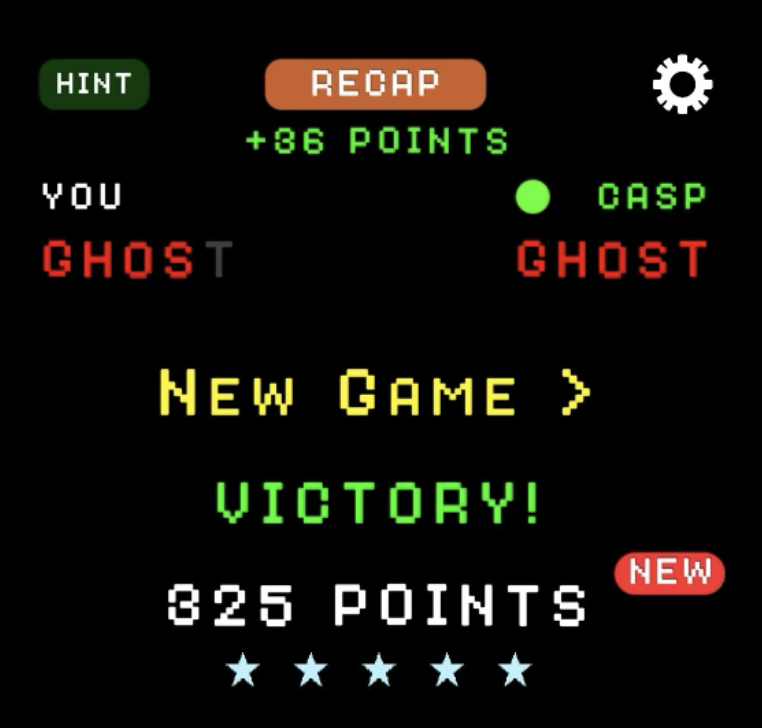 HINT
RECAP
+36 POINTS
YOU
CASP
GHOST
GHOST
NEW GAME >
VICTORY!
NEW
325 POINTS